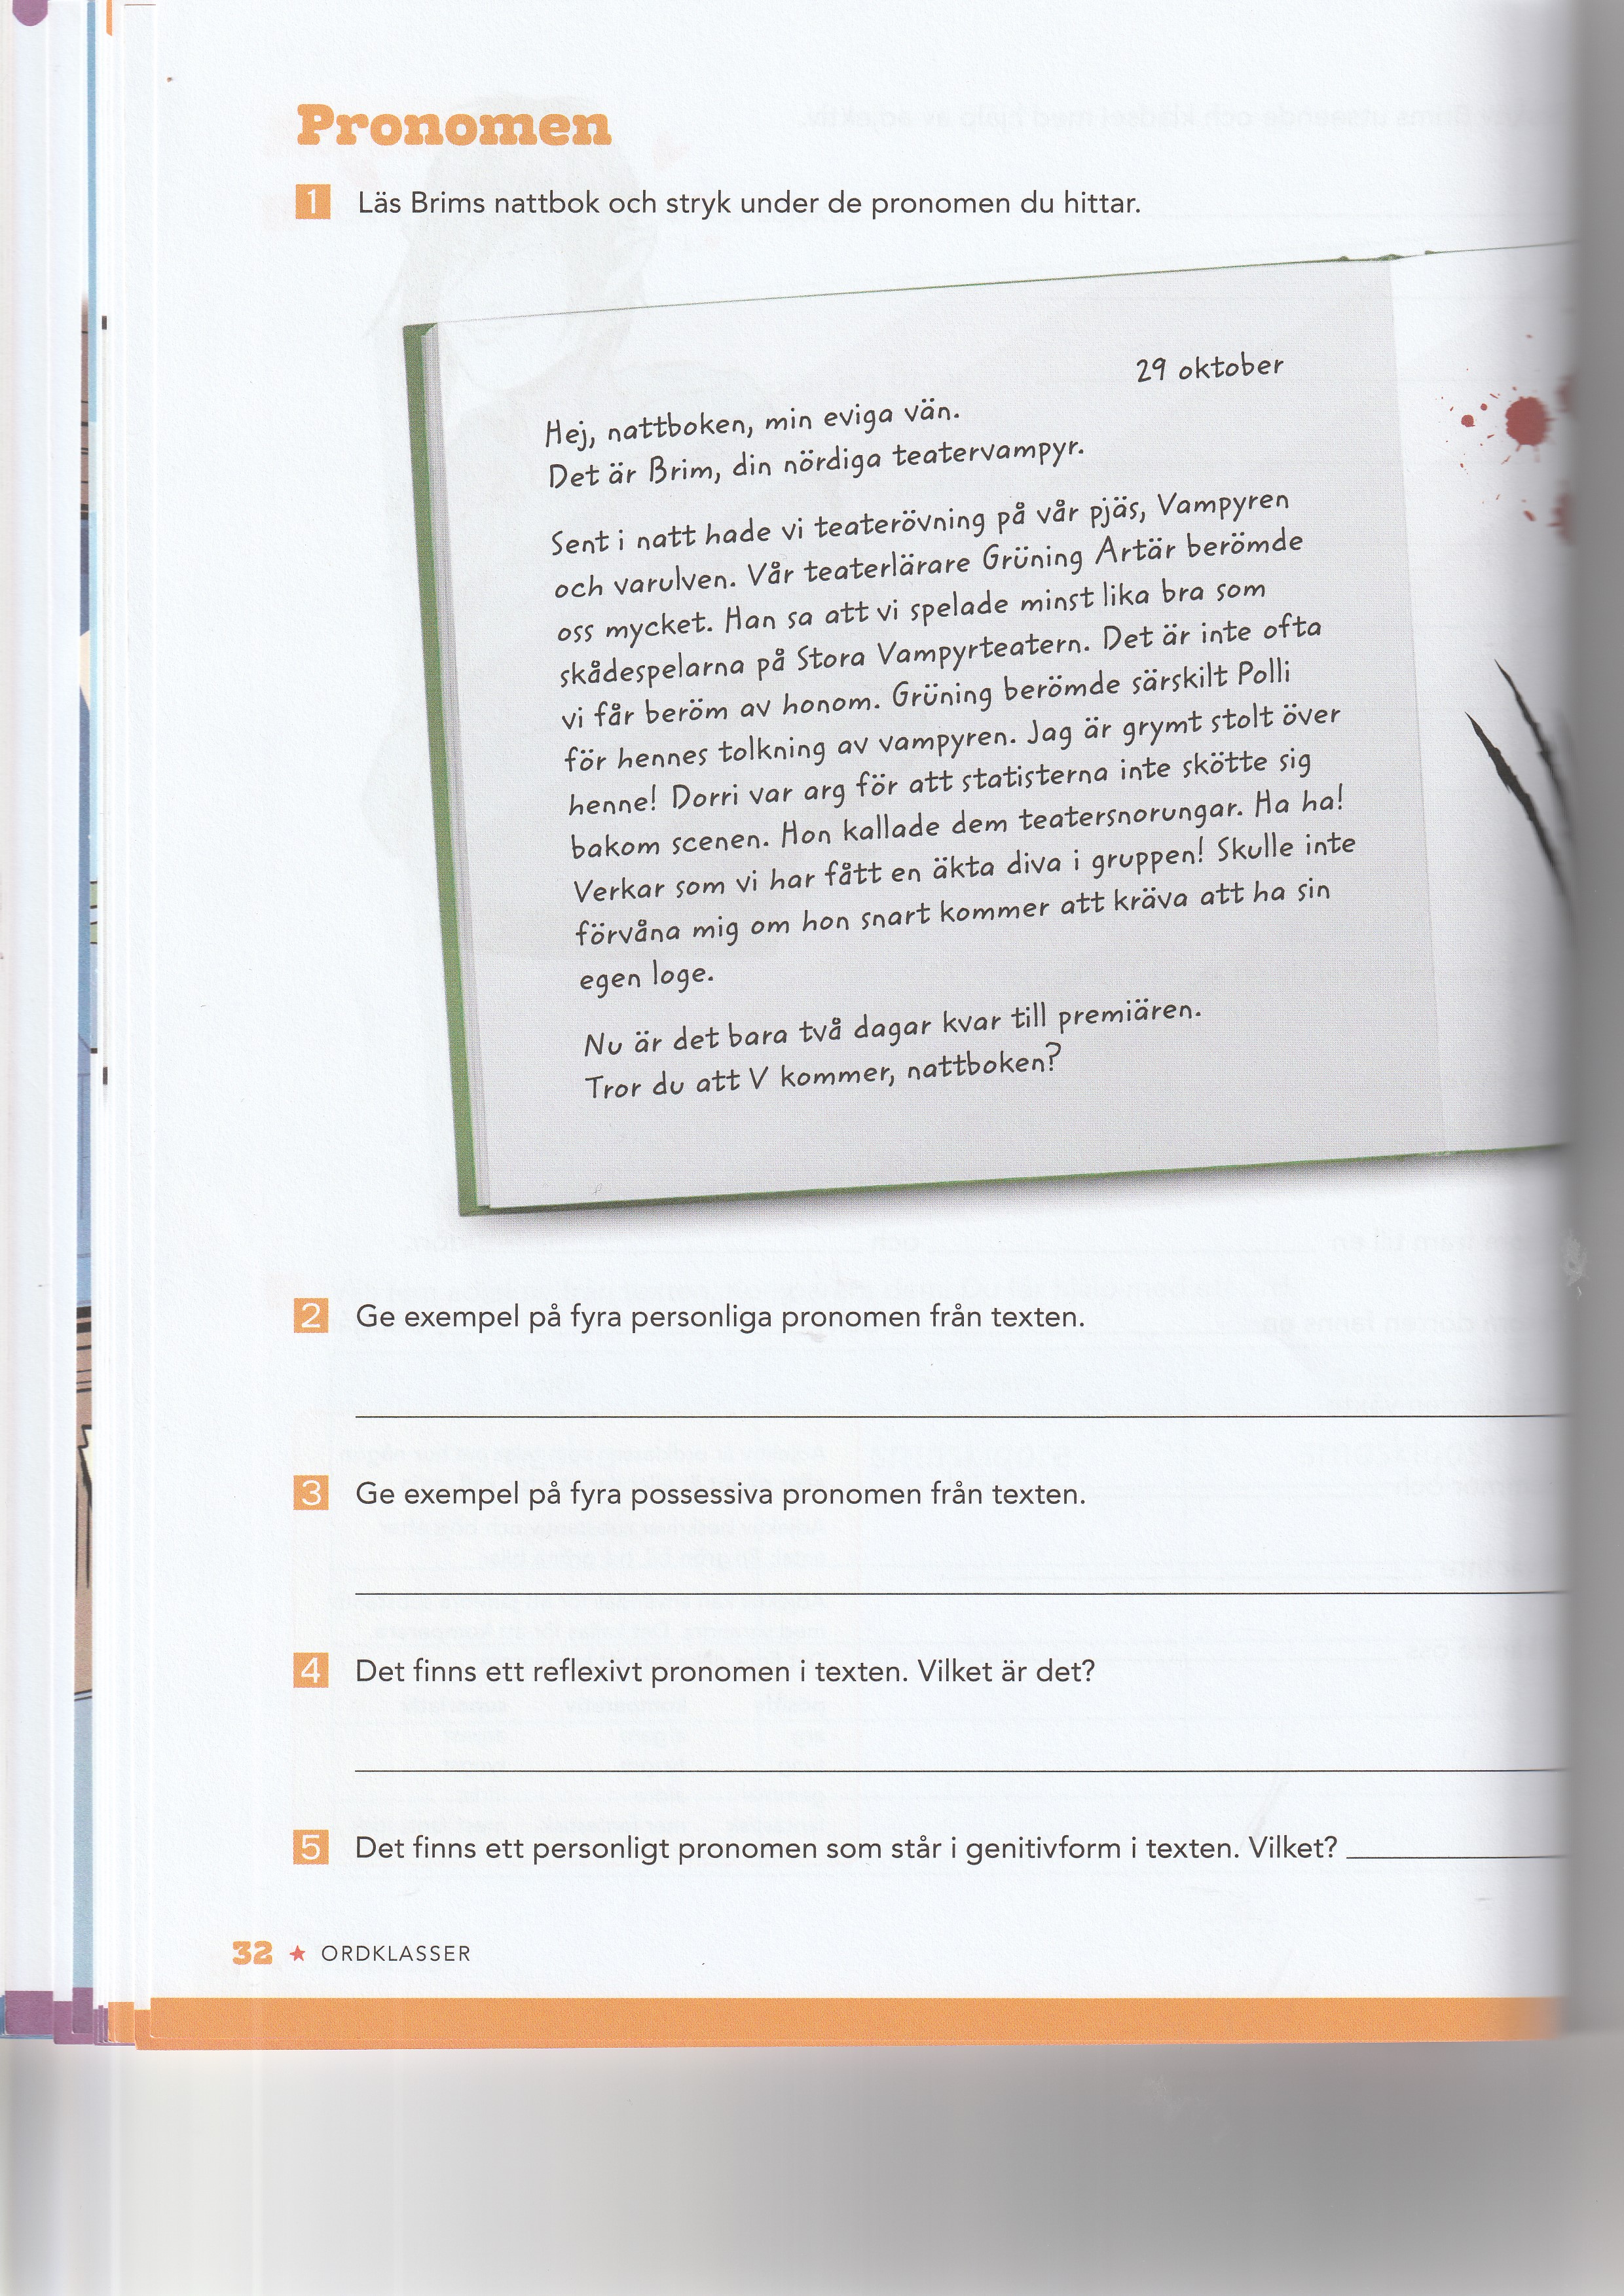 Pronomen
1 Läs Brims nattbok och stryk under de pronomen du hittar.
29 oktober
Hej, nattboken, min eviga vän.
Det är Brim, din nördiga teatervampyr.
Sent i natt hade vi teaterövning på vår pjäs, Vampyren
och varulven. Vår teaterlärare Grüning Artär berömde
oss mycket. Han sa att vi spelade minst lika bra som
skådespelarna på Stora Vampyrteatern. Det är inte ofta
vi får beröm av honom. Grüning berömde särskilt Polli
för hennes tolkning av vampyren. Jag är grymt stolt över
henne! Dorri var arg för att statisterna inte skötte sig
bakom scenen. Hon kallade dem teatersnorungar. Ha ha!
Verkar som vi har fått en äkta diva i gruppen! Skulle inte
förvåna mig om hon snart kommer att kräva att ha sin
egen loge.
Nu är det bara två dagar kvar till premiären.
Tror du att V kommer, nattboken?
2 Ge exempel på fyra personliga pronomen från texten.
3 Ge exempel på fyra possessiva pronomen från texten.
4 Det finns ett reflexivt pronomen i texten. Vilket är det?
5 Det finns ett personligt pronomen som står i genitivform i texten. Vilket?
32 ★ ORDKLASSER